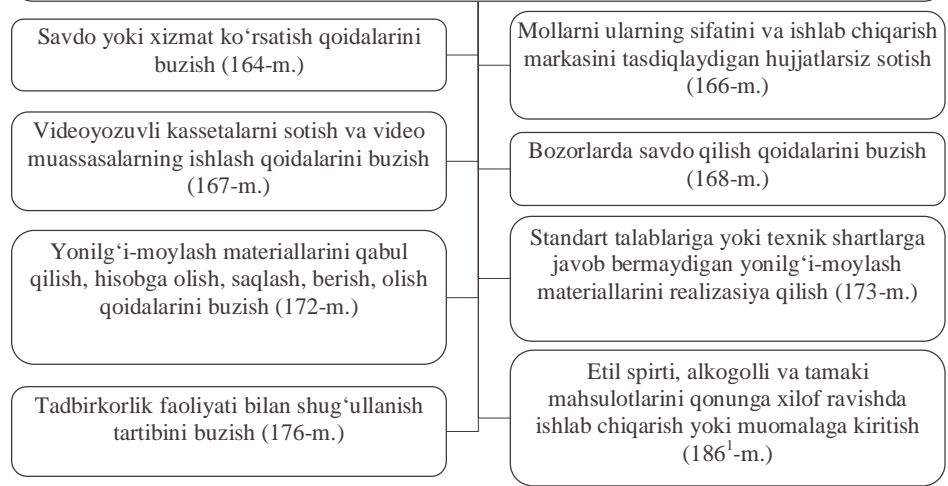 Savdo yoki xizmat ko‘rsatish qoidalarini
buzish (164-m.)
Mollarni ularning sifatini va ishlab chiqarish
markasini tasdiqlaydigan hujjatlarsiz sotish
(166-m.)
Videoyozuvli kassetalarni sotish va video
muassasalarning ishlash qoidalarini buzish
(167-m.)
Bozorlarda savdo qilish qoidalarini buzish
(168-m.)
Yonilg‘i-moylash materiallarini qabul
qilish, hisobga olish, saqlash, berish, olish
qoidalarini buzish (172-m.)
Standart talablariga yoki texnik shartlarga
javob bermaydigan yonilg‘i-moylash
materiallarini realizasiya qilish (173-m.)
Tadbirkorlik faoliyati bilan shug‘ullanish
tartibini buzish (176-m.)
Etil spirti, alkogolli va tamaki
mahsulotlarini qonunga xilof ravishda
ishlab chiqarish yoki muomalaga kiritish
(186¹-m.)